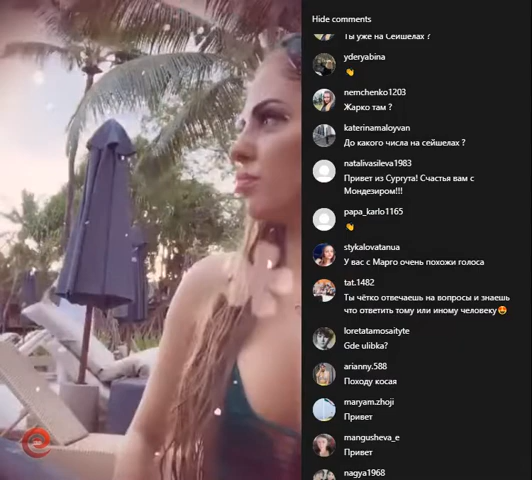 Hide comments
Ты уже на Сейшелах ?
yderyabina
nemchenko1203
Жарко там ?
katerinamaloyvan
До какого числа на сейшелах ?
natalivasileva1983
Привет из Сургута! Счастья вам с
Мондезиром!!!
papa_karlo1165
stykalovatanua
У вас с Марго очень похожи голоса
tat.1482
Ты чётко отвечаешь на вопросы и знаешь
что ответить тому или иному человеку😍
loretatamosaityte
Gde ulibka?
arianny.588
Походу косая
maryam.zhoji
Привет
mangusheva_e
Привет
nagya1968